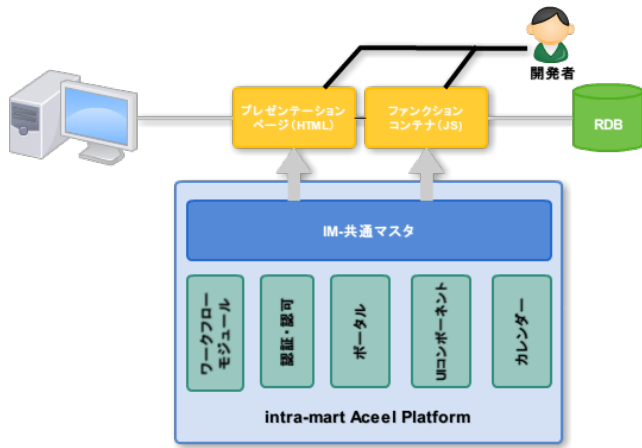 開発者
プレゼンテーション
ページ(HTML)
ファンクション
コンテナ(JS)
RDB
IM-共通マスタ
ワークフロー
モジュール
認証・認可
ポータル
UIコンポーネント
カレンダー
intra-mart Aceel Platform